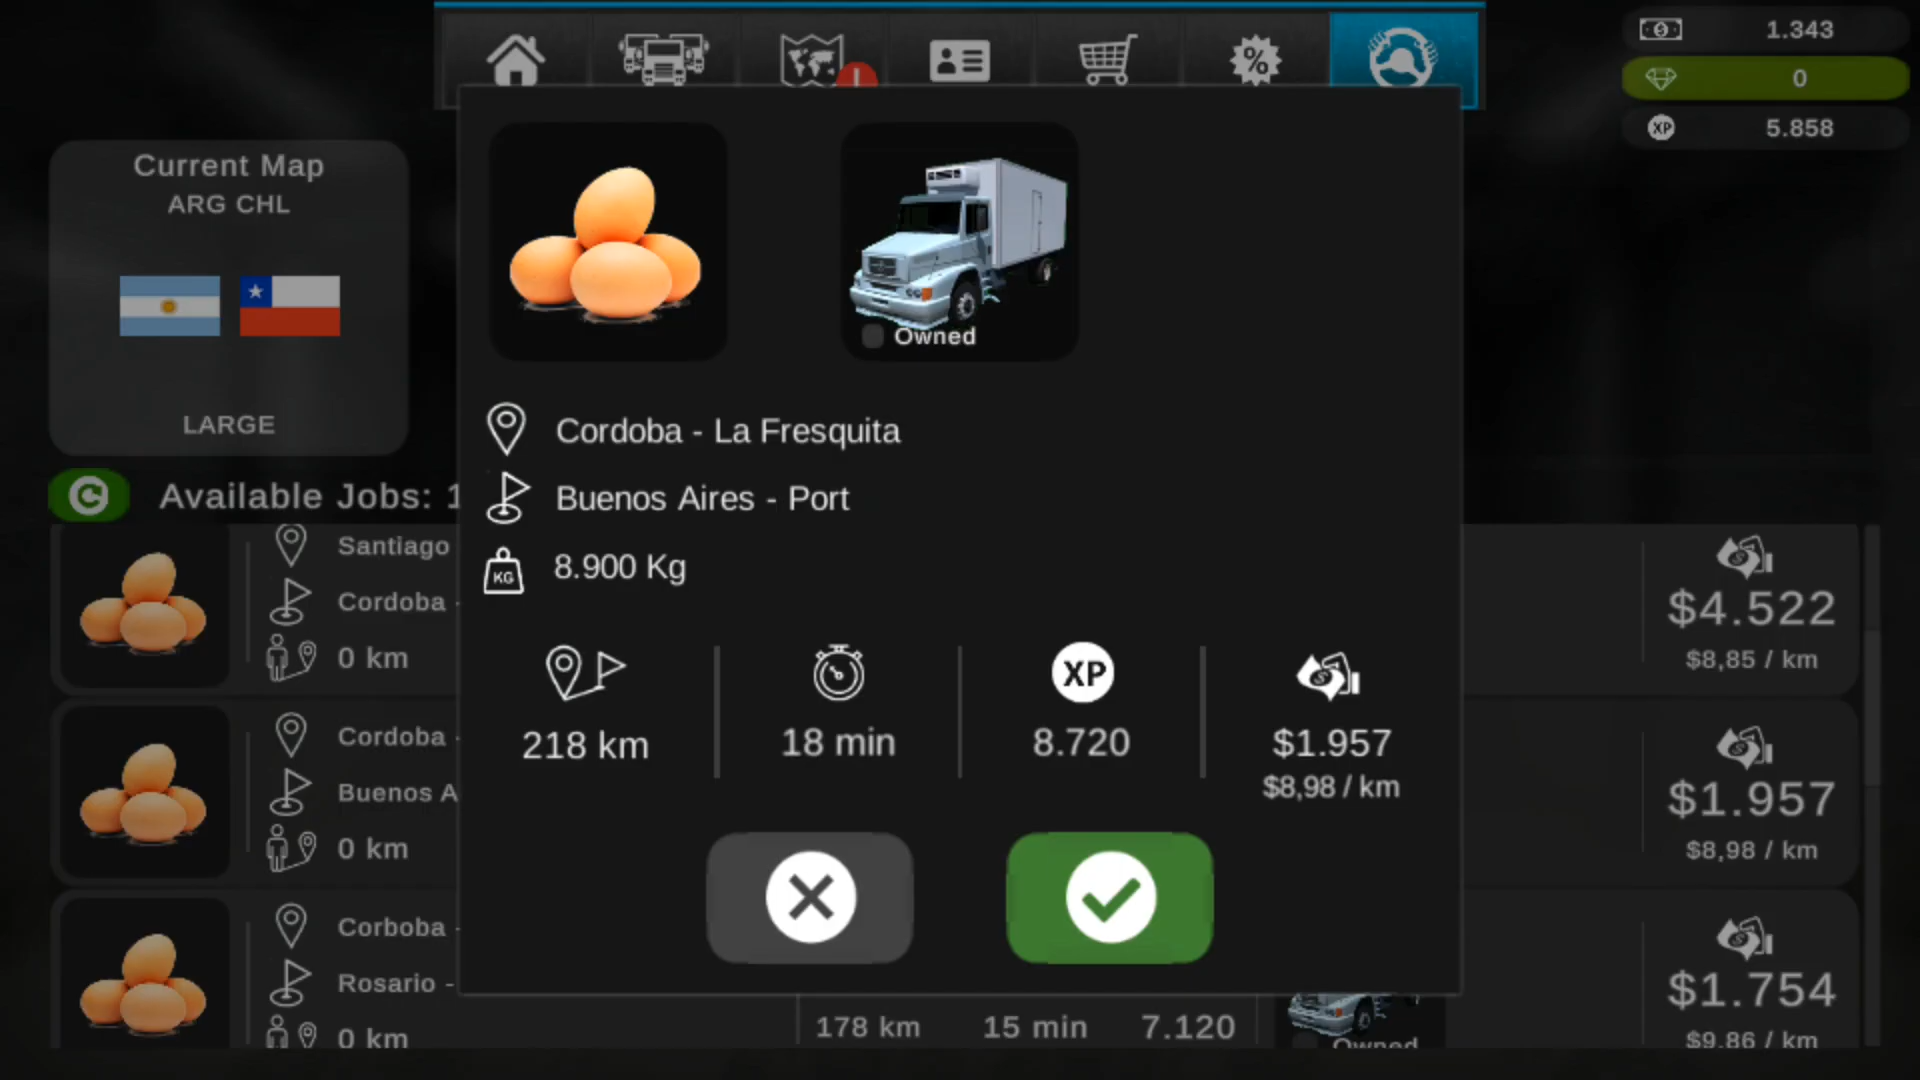 1.343
0
5.858
Current Map
ARG CHL
LARGE
Owned
Cordoba - La Fresquita
Buenos Aires - Port
8.900 Kg
KG
218 km
18 min
XP
8.720
$1.957
$8,98 / km
Available Jobs: 1
Santiago
Cordoba -
0 km
$4.522
$8,85 / km
Cordoba -
Buenos A
0 km
$1.957
$8,98 / km
Corboba -
Rosario -
0 km
178 km
15 min
7.120
Owned
$1.754
$9,86 / km